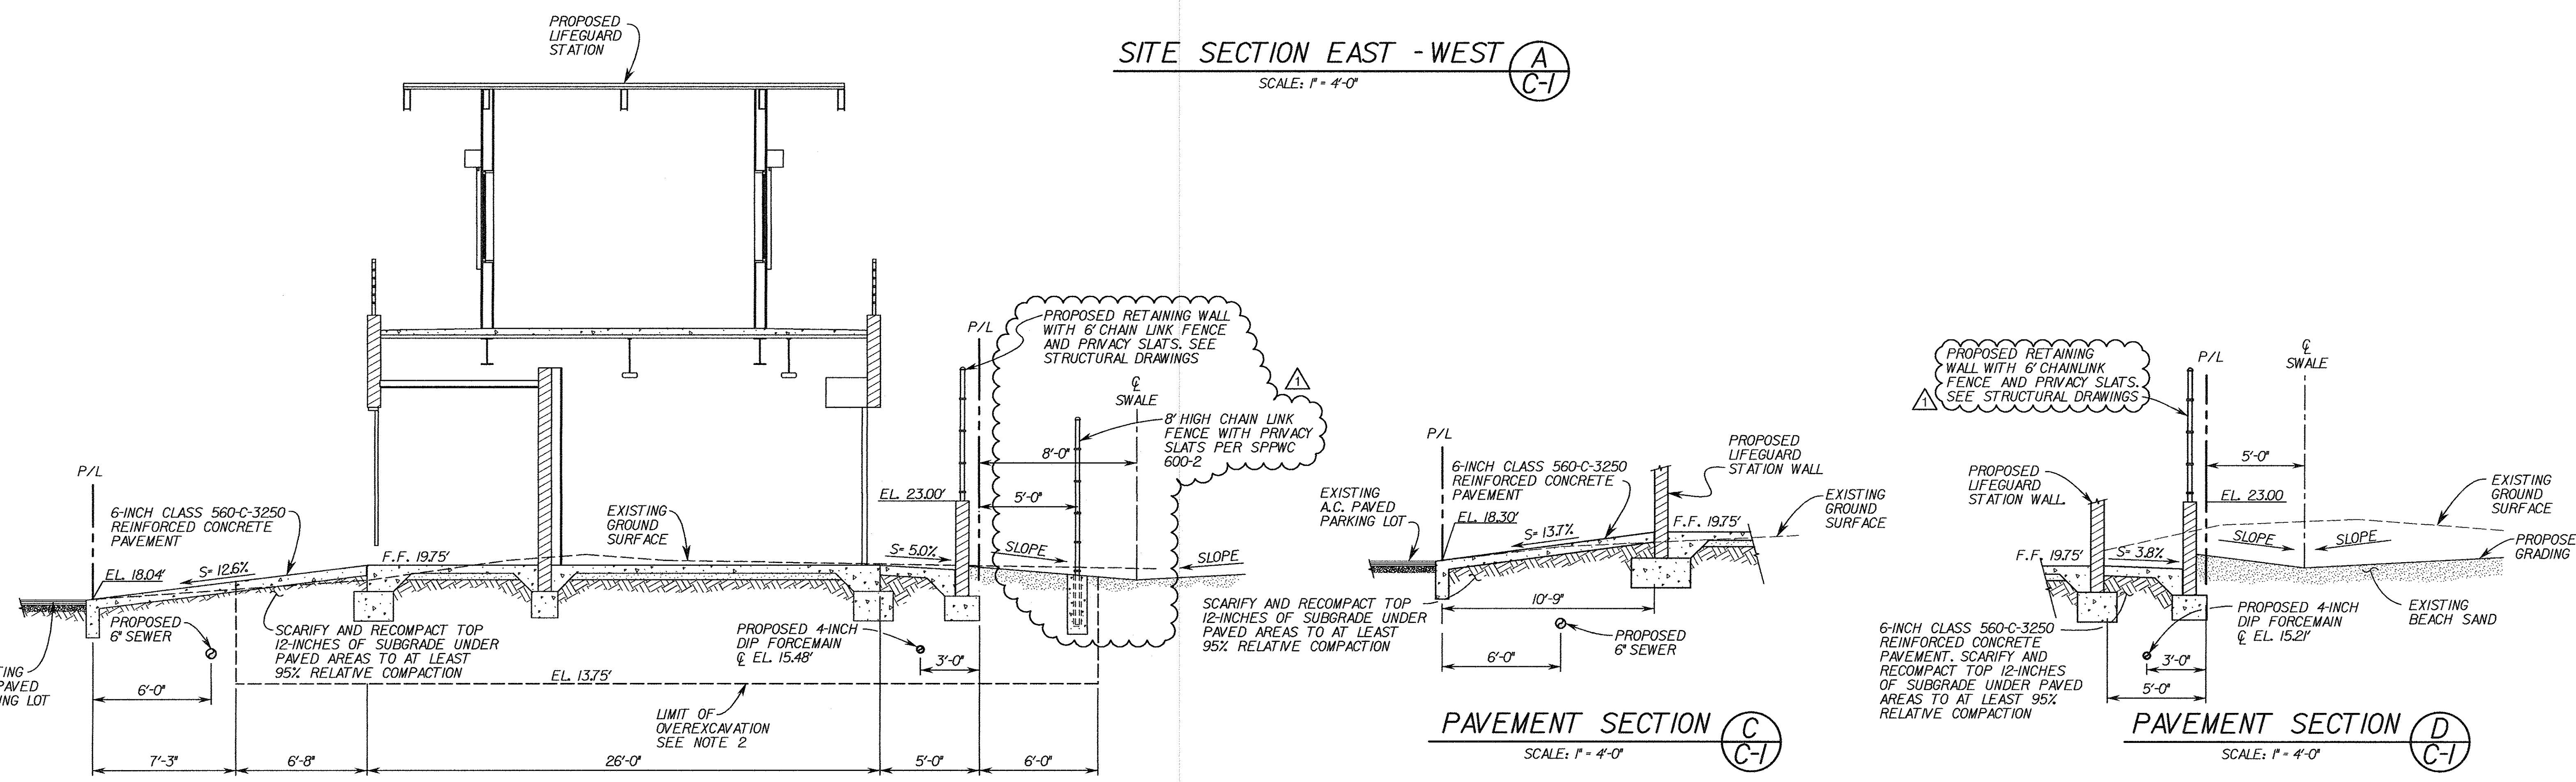 PROPOSED
LIFEGUARD
STATION
SITE SECTION EAST - WEST
A
C-1
SCALE: 1" = 4'-0"
P/L
PROPOSED RETAINING WALL
WITH 6' CHAIN LINK FENCE
AND PRIVACY SLATS. SEE
STRUCTURAL DRAWINGS
1
℄
SWALE
8' HIGH CHAIN LINK
FENCE WITH PRIVACY
SLATS PER SPPWC
600-2
8'-0"
5'-0"
EL. 23.00'
P/L
6-INCH CLASS 560-C-3250
REINFORCED CONCRETE
PAVEMENT
EXISTING
GROUND
SURFACE
EL. 18.04'
S= 12.6%
F.F. 19.75'
S= 5.0%
SLOPE
SLOPE
PROPOSED
6" SEWER
SCARIFY AND RECOMPACT TOP
12-INCHES OF SUBGRADE UNDER
PAVED AREAS TO AT LEAST
95% RELATIVE COMPACTION
PROPOSED 4-INCH
DIP FORCEMAIN
℄ EL. 15.48'
3'-0"
EL. 13.75'
TING
PAVED
NG LOT
6'-0"
LIMIT OF
OVEREXCAVATION
SEE NOTE 2
7'-3"
6'-8"
26'-0"
5'-0"
6'-0"
P/L
6-INCH CLASS 560-C-3250
REINFORCED CONCRETE
PAVEMENT
PROPOSED
LIFEGUARD
STATION WALL
EXISTING
A.C. PAVED
PARKING LOT
EXISTING
GROUND
SURFACE
EL. 18.30'
S= 13.7%
F.F. 19.75'
SCARIFY AND RECOMPACT TOP
12-INCHES OF SUBGRADE UNDER
PAVED AREAS TO AT LEAST
95% RELATIVE COMPACTION
10'-9"
PROPOSED
6" SEWER
6'-0"
PAVEMENT SECTION
C
C-1
SCALE: 1" = 4'-0"
PROPOSED RETAINING
WALL WITH 6' CHAINLINK
FENCE AND PRIVACY SLATS.
SEE STRUCTURAL DRAWINGS
1
P/L
℄
SWALE
5'-0"
PROPOSED
LIFEGUARD
STATION WALL
EL. 23.00
EXISTING
GROUND
SURFACE
SLOPE
SLOPE
PROPOSE
GRADING
F.F. 19.75'
S= 3.8%
EXISTING
BEACH SAND
PROPOSED 4-INCH
DIP FORCEMAIN
℄ EL. 15.21'
6-INCH CLASS 560-C-3250
REINFORCED CONCRETE
PAVEMENT. SCARIFY AND
RECOMPACT TOP 12-INCHES
OF SUBGRADE UNDER PAVED
AREAS TO AT LEAST 95%
RELATIVE COMPACTION
3'-0"
5'-0"
PAVEMENT SECTION
D
C-1
SCALE: 1" = 4'-0"